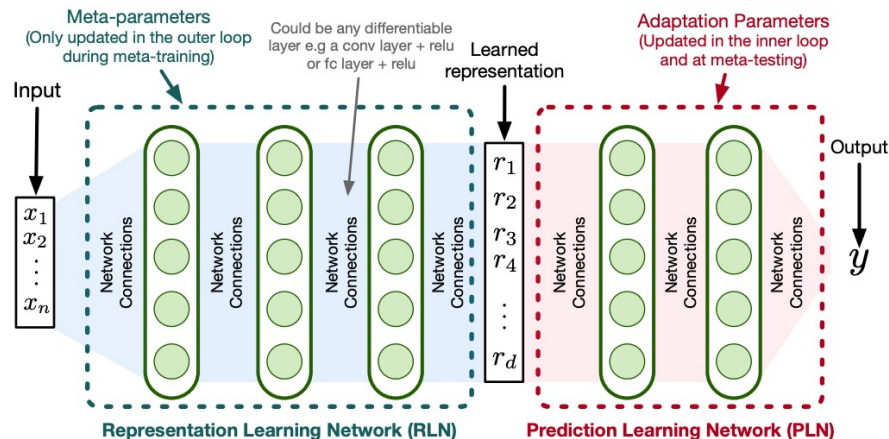 Meta-parameters
(Only updated in the outer loop
during meta-training)
Could be any differentiable
layer e.g a conv layer + relu
or fc layer + relu
Learned
representation
Adaptation Parameters
(Updated in the inner loop
and at meta-testing)
Input
x₁
x₂
⋮
xₙ
Network
Connections
Network
Connections
Network
Connections
Network
Connections
r₁
r₂
r₃
r₄
⋮
r_d
Network
Connections
Network
Connections
Network
Connections
Output
y
Representation Learning Network (RLN)
Prediction Learning Network (PLN)